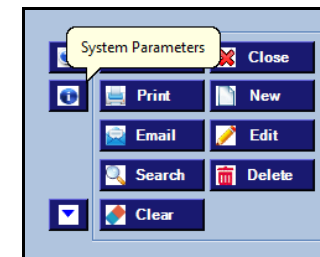 System Parameters
Close
Print
New
Email
Edit
Search
Delete
Clear